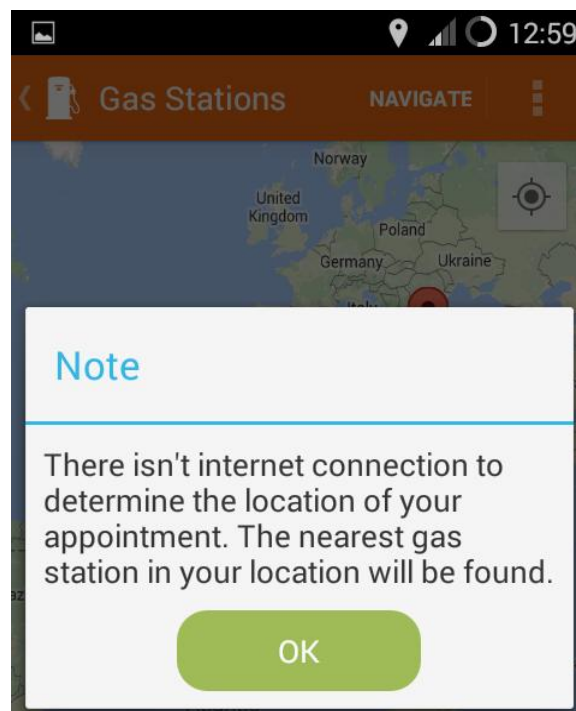 12:59
Gas Stations NAVIGATE
Norway
United
Kingdom
Poland
Germany Ukraine
Italy
Note
There isn't internet connection to
determine the location of your
appointment. The nearest gas
station in your location will be found.
OK